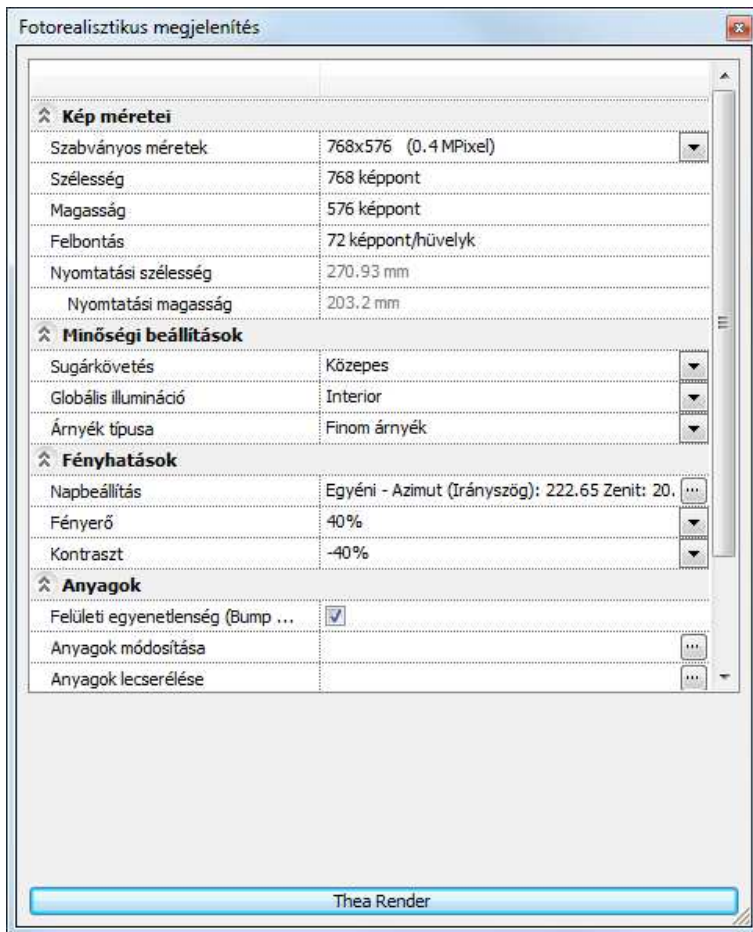 Fotorealisztikus megjelenítés
Kép méretei
Szabványos méretek 768x576 (0.4 MPixel)
Szélesség 768 képpont
Magasság 576 képpont
Felbontás 72 képpont/hüvelyk
Nyomtatási szélesség 270.93 mm
Nyomtatási magasság 203.2 mm
Minőségi beállítások
Sugárkövetés Közepes
Globális illumináció Interior
Árnyék típusa Finom árnyék
Fényhatások
Napbeállítás Egyéni - Azimut (Irányszög): 222.65 Zenit: 20. ...
Fényerő 40%
Kontraszt -40%
Anyagok
Felületi egyenetlenség (Bump ...
Anyagok módosítása ...
Anyagok lecserélése ...
Thea Render